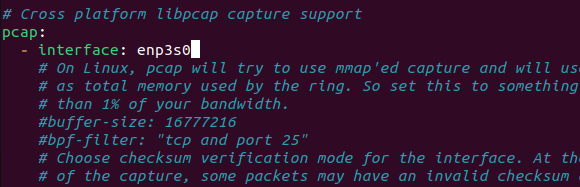 # Cross platform libpcap capture support
pcap:
  - interface: enp3s0
    # On Linux, pcap will try to use mmap'ed capture and will use
    # as total memory used by the ring. So set this to something
    # than 1% of your bandwidth.
    #buffer-size: 16777216
    #bpf-filter: "tcp and port 25"
    # Choose checksum verification mode for the interface. At the
    # of the capture, some packets may have an invalid checksum